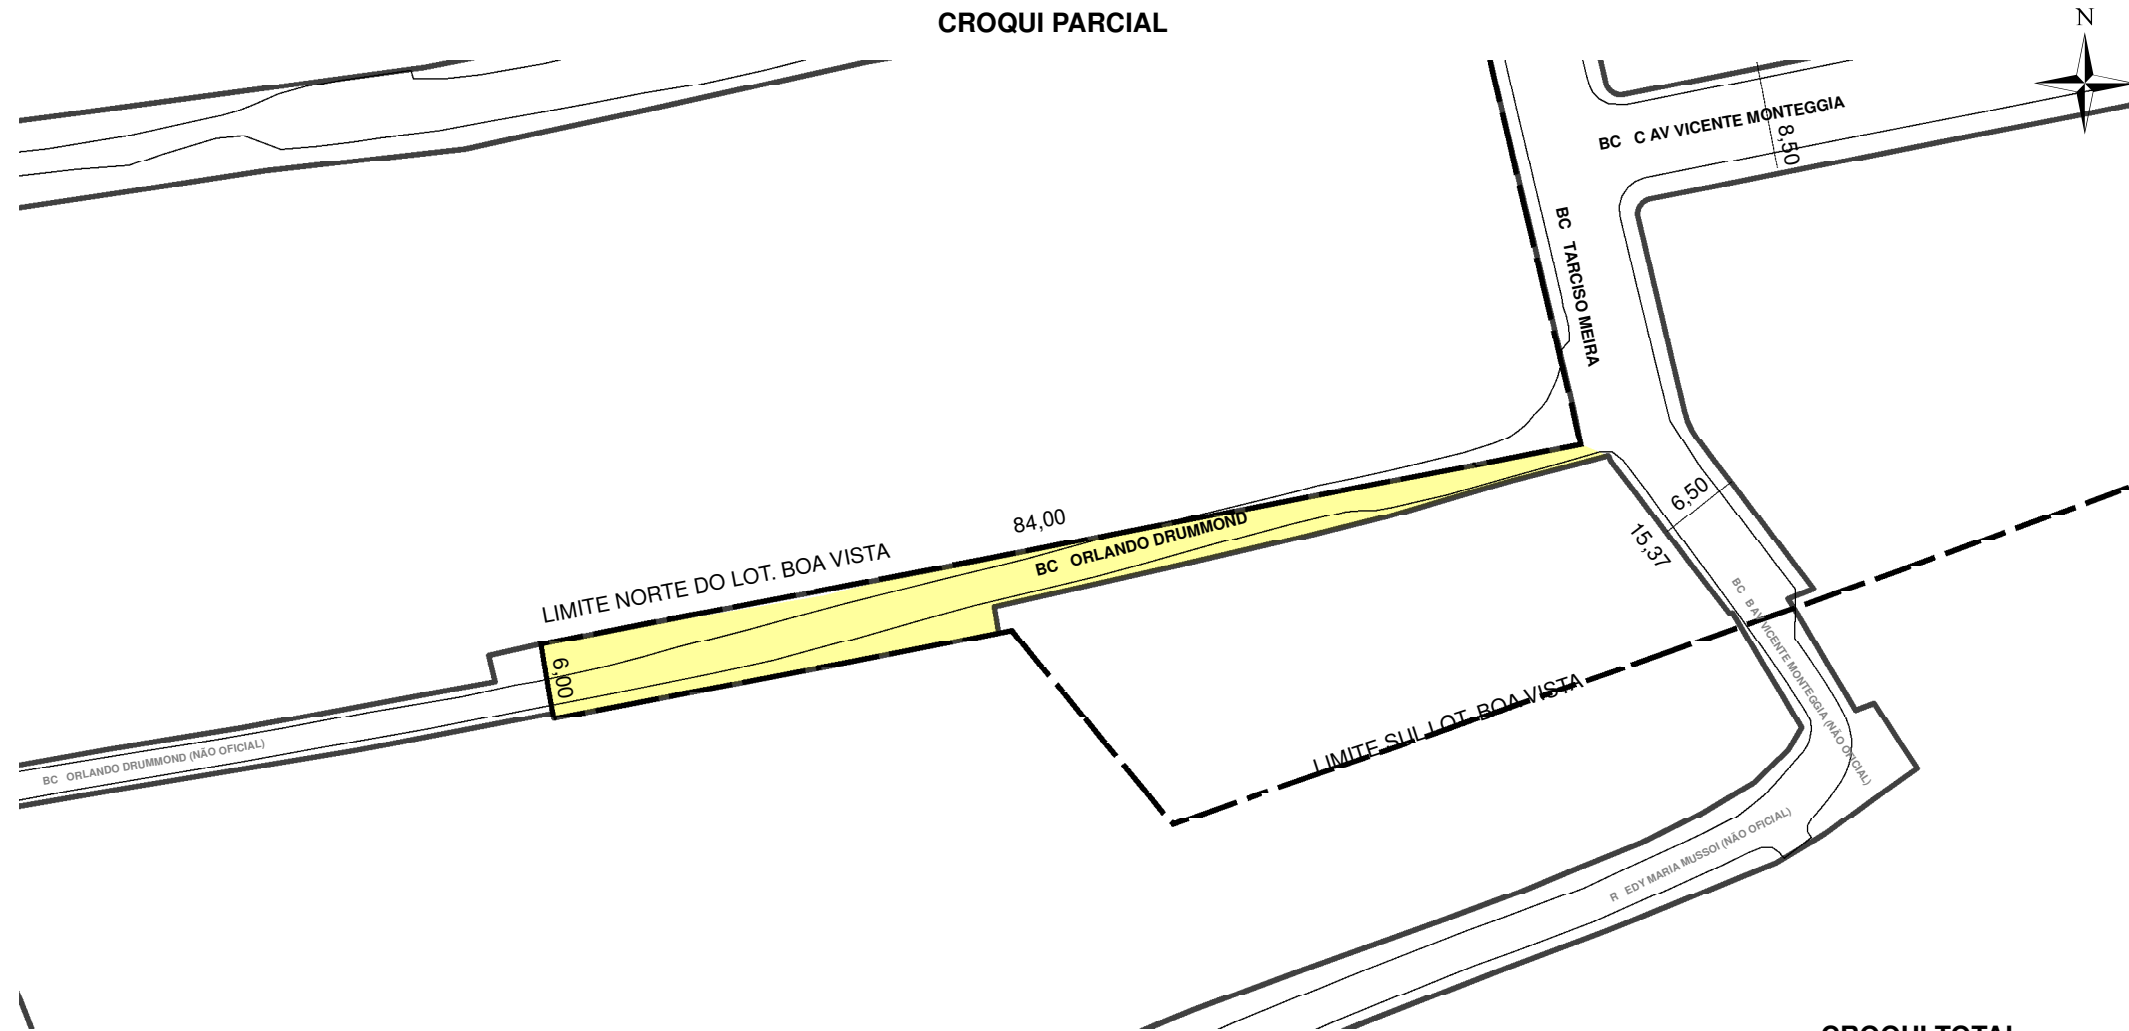 CROQUI PARCIAL
N
BC C AV VICENTE MONTEGGIA
8,50
BC TARCISO MEIRA
6,50
15,37
84,00
BC ORLANDO DRUMMOND
LIMITE NORTE DO LOT. BOA VISTA
6,00
BC B AV VICENTE MONTEGGIA (NÃO OFICIAL)
LIMITE SUL LOT. BOA VISTA
BC ORLANDO DRUMMOND (NÃO OFICIAL)
R EDY MARIA MUSSOI (NÃO OFICIAL)
CROQUI TOTAL